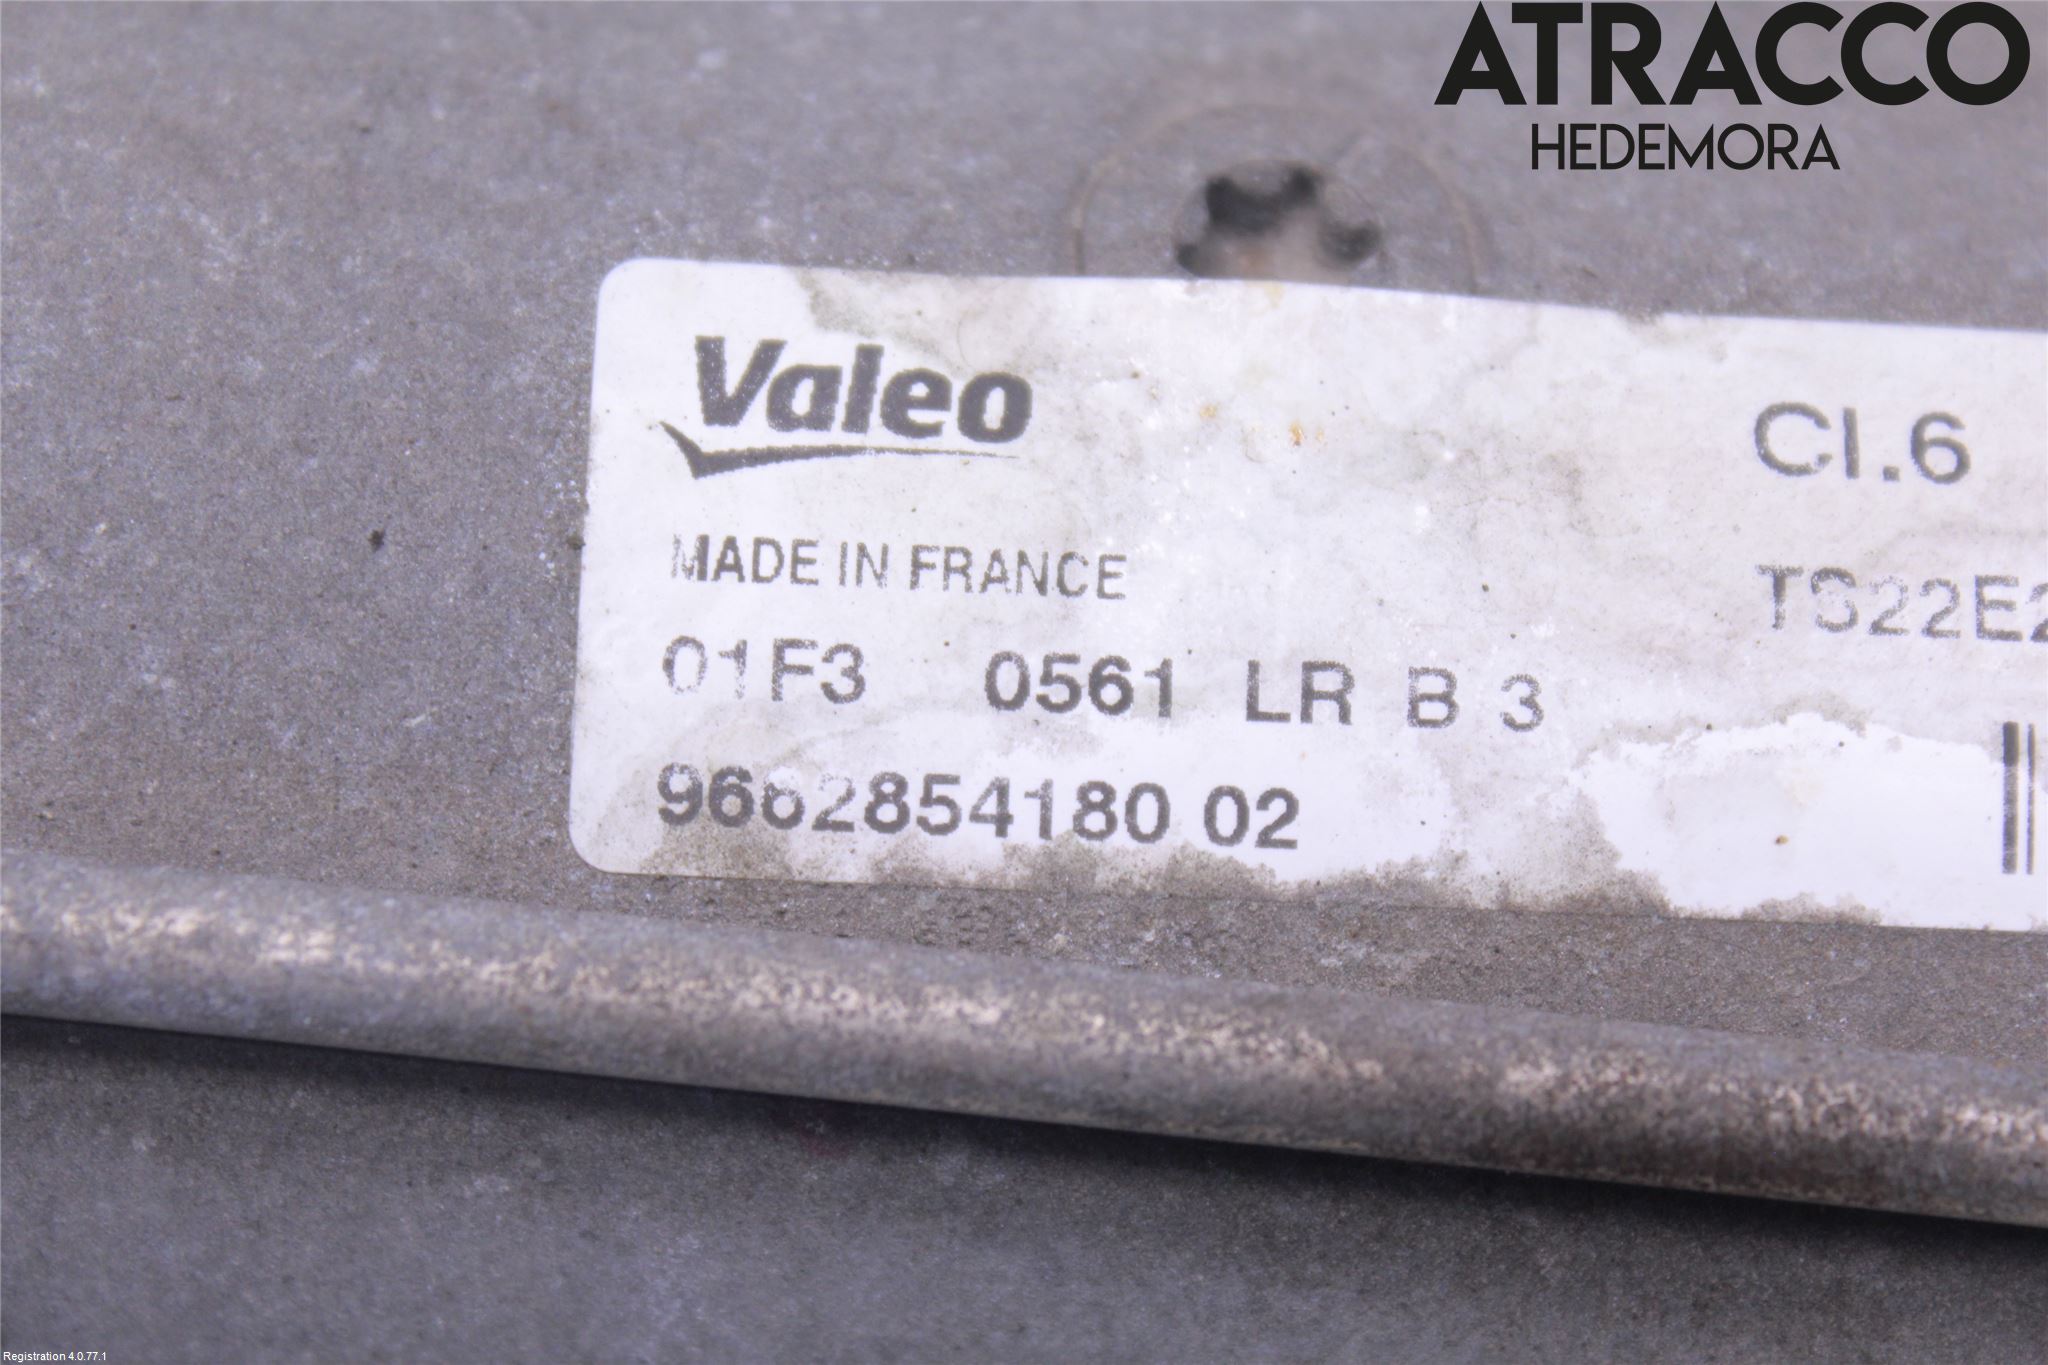 ATRACCO
HEDEMORA
Valeo
CI.6
MADE IN FRANCE
TS22E2
01F3 0561 LR B 3
9662854180 02
Registration 4.0.77.1